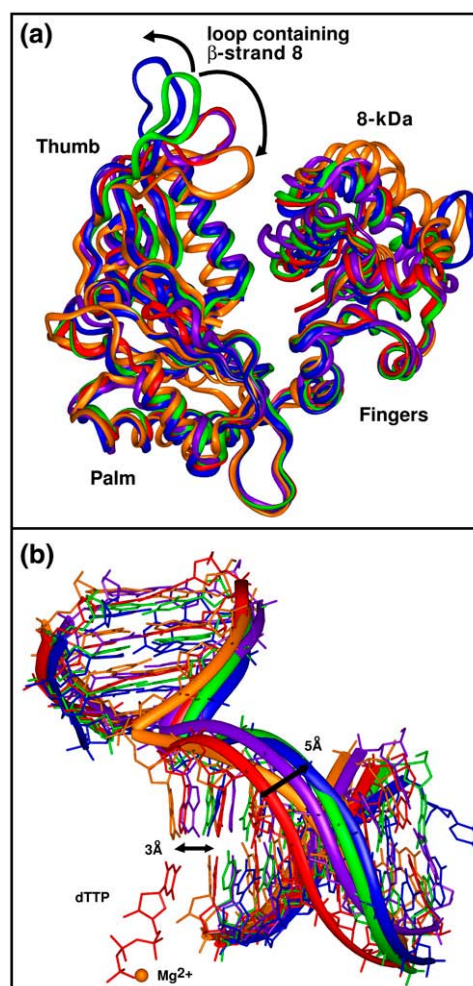 (a)
loop containing
β-strand 8
8-kDa
Thumb
Fingers
Palm
(b)
5Å
3Å
dTTP
Mg2+